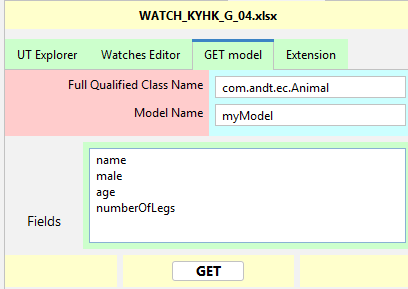 WATCH_KYHK_G_04.xlsx
UT Explorer Watches Editor GET model Extension
Full Qualified Class Name com.andt.ec.Animal
Model Name myModel
Fields
name
male
age
numberOfLegs
GET